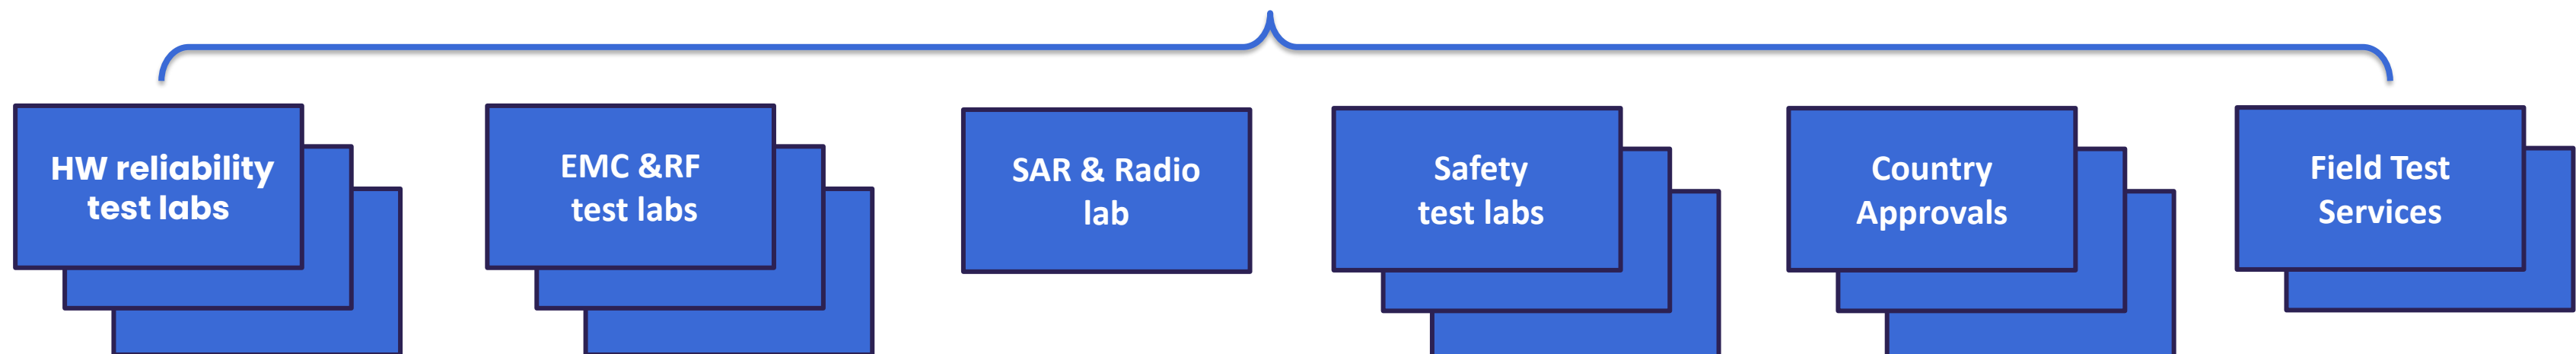 HW reliability
test labs
EMC &RF
test labs
SAR & Radio
lab
Safety
test labs
Country
Approvals
Field Test
Services